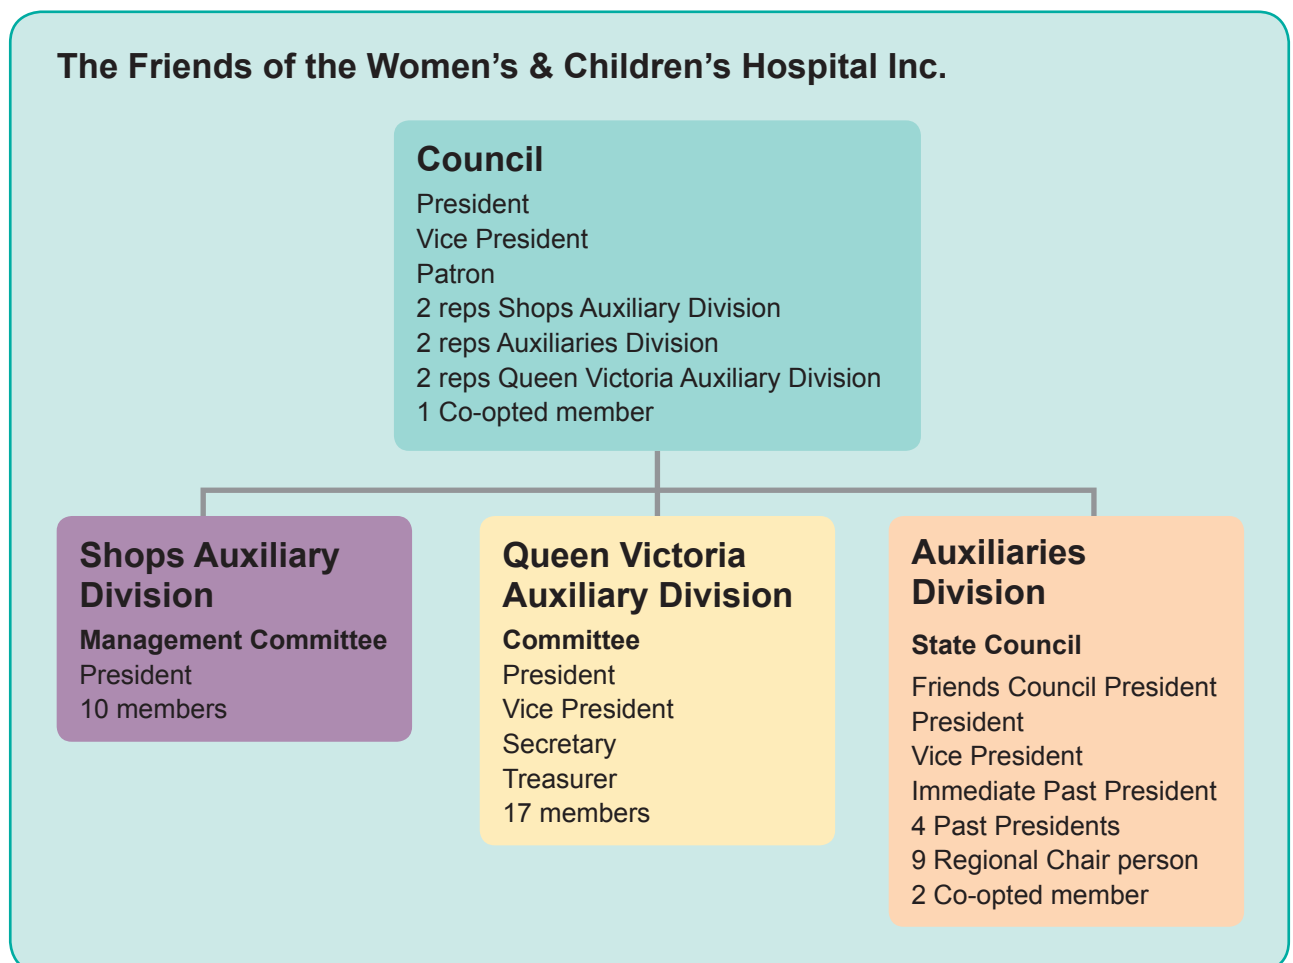 The Friends of the Women’s & Children’s Hospital Inc.
Council
President
Vice President
Patron
2 reps Shops Auxiliary Division
2 reps Auxiliaries Division
2 reps Queen Victoria Auxiliary Division
1 Co-opted member
Shops Auxiliary
Division
Management Committee
President
10 members
Queen Victoria
Auxiliary Division
Committee
President
Vice President
Secretary
Treasurer
17 members
Auxiliaries
Division
State Council
Friends Council President
President
Vice President
Immediate Past President
4 Past Presidents
9 Regional Chair person
2 Co-opted member